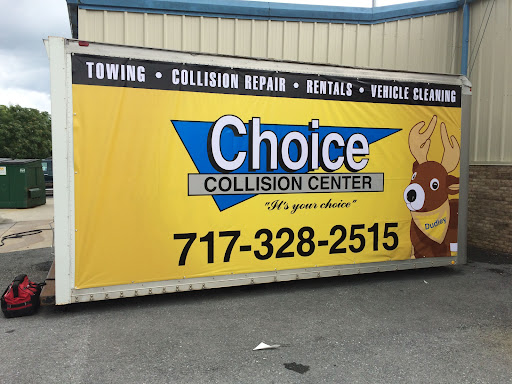 TOWING • COLLISION REPAIR • RENTALS • VEHICLE CLEANING
Choice
COLLISION CENTER
"It's your choice"
717-328-2515
Dudley